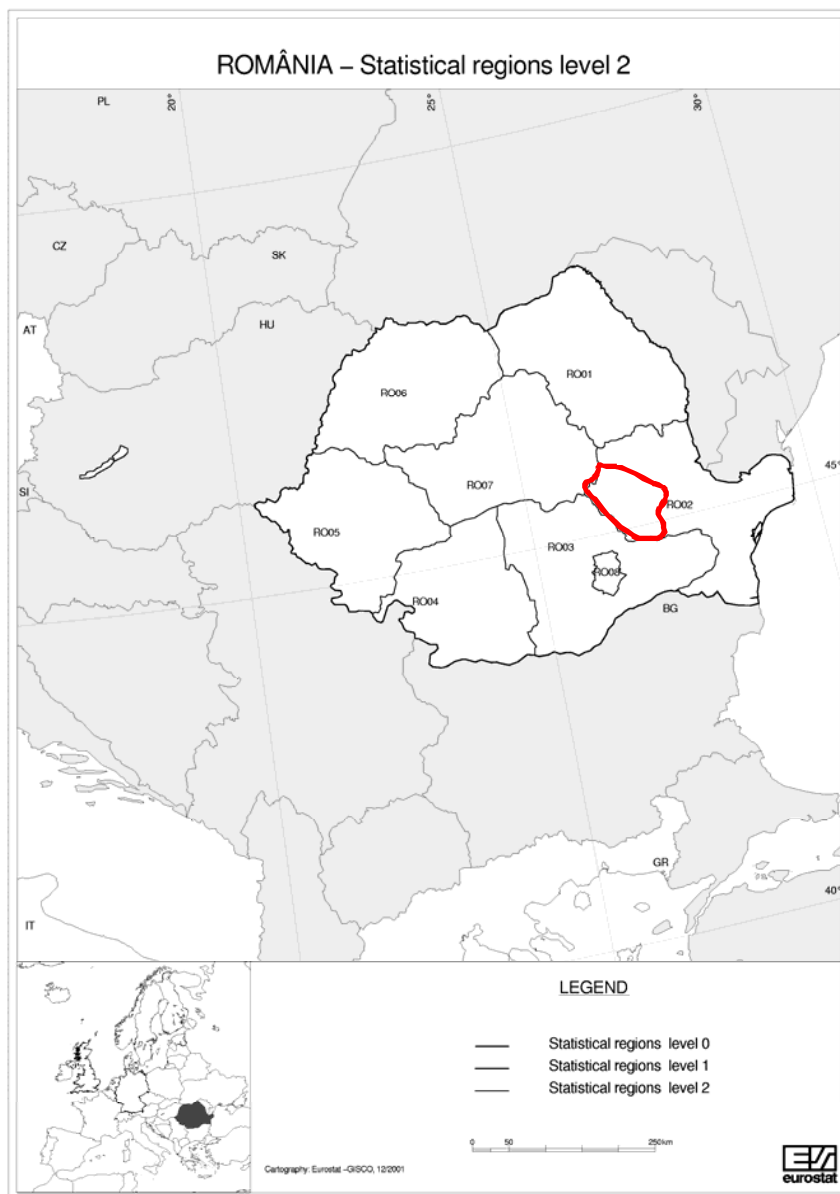 ROMÂNIA – Statistical regions level 2
PL
20°
25°
30°
CZ
SK
AT
HU
RO01
RO06
45°
SI
RO07
RO02
RO05
RO03
RO08
RO04
BG
GR
40°
IT
LEGEND
Statistical regions level 0
Statistical regions level 1
Statistical regions level 2
0 50 250km
Cartography: Eurostat –GISCO, 12/2001
eurostat